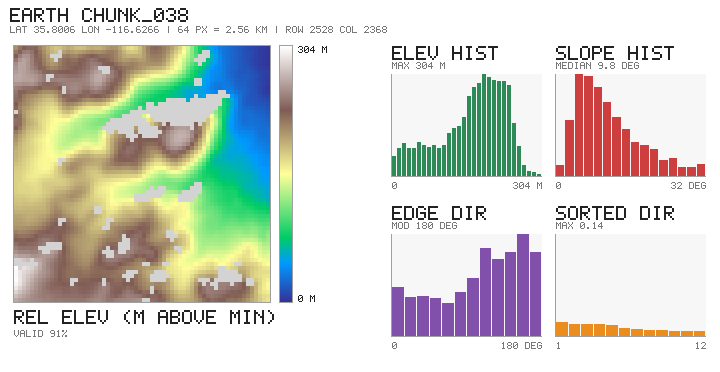 EARTH CHUNK_038
LAT 35.8006 LON -116.6266 | 64 PX = 2.56 KM | ROW 2528 COL 2368
304 M
0 M
REL ELEV (M ABOVE MIN)
VALID 91%
ELEV HIST
MAX 304 M
0 304 M
SLOPE HIST
MEDIAN 9.8 DEG
0 32 DEG
EDGE DIR
MOD 180 DEG
0 180 DEG
SORTED DIR
MAX 0.14
1 12